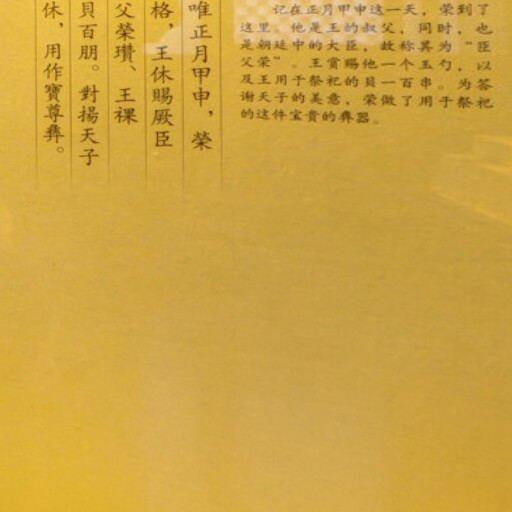 唯正月甲申，榮
格，王休賜厥臣
父榮瓚、王祼
貝百朋。對揚天子
休，用作寶尊彝。
记在正月甲申这一天，荣到了
这里。他是王的叔父，同时，也
是朝廷中的大臣，故称其为“臣
父荣”。王赏赐他一个玉勺，以
及王用于祭祀的贝一百串。为答
谢天子的美意，荣做了用于祭祀
的这件宝贵的彝器。